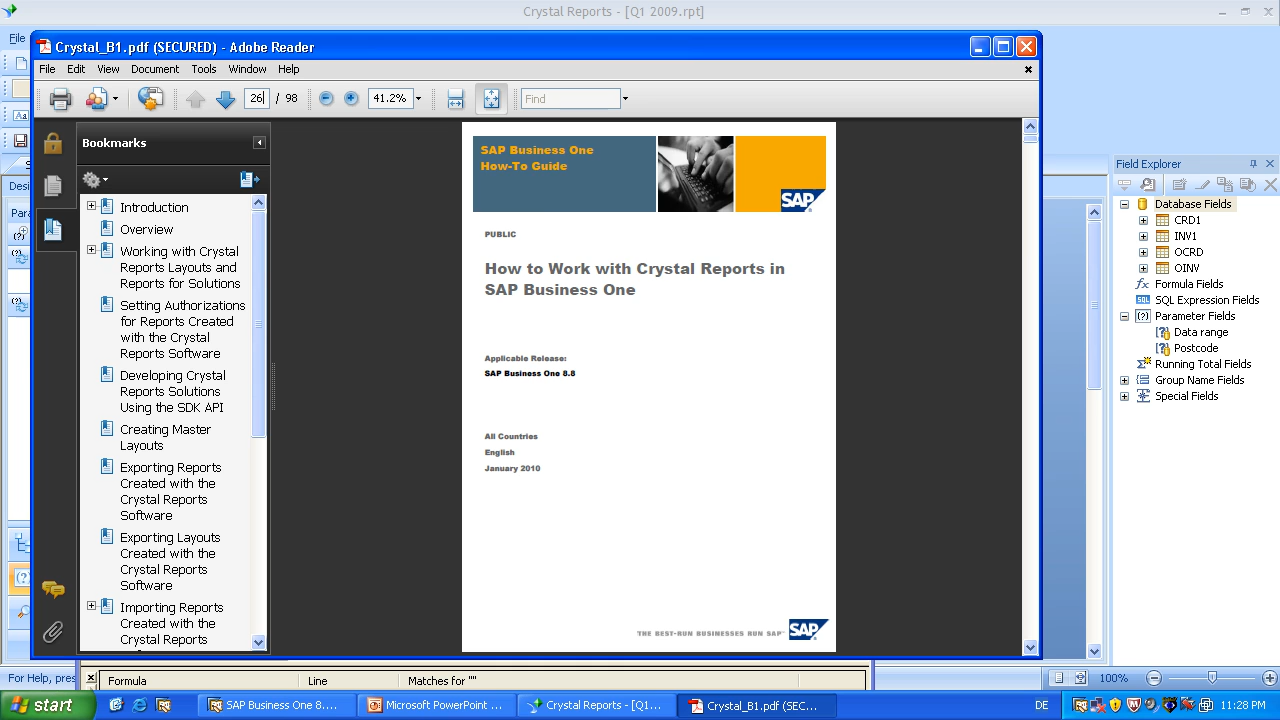 Crystal Reports - [Q1 2009.rpt]
File
Crystal_B1.pdf (SECURED) - Adobe Reader
File Edit View Document Tools Window Help
26 / 98
41.2%
Find
Bookmarks
Introduction
Overview
Working with Crystal
Reports Layouts and
Reports for Solutions
Setting Authorizations
for Reports Created
with the Crystal
Reports Software
Developing Crystal
Reports Solutions
Using the SDK API
Creating Master
Layouts
Exporting Reports
Created with the
Crystal Reports
Software
Exporting Layouts
Created with the
Crystal Reports
Software
Importing Reports
Created with the
Crystal Reports
SAP Business One
How-To Guide
SAP
PUBLIC
How to Work with Crystal Reports in
SAP Business One
Applicable Release:
SAP Business One 8.8
All Countries
English
January 2010
THE BEST-RUN BUSINESSES RUN SAP™
SAP
Field Explorer
Database Fields
CRD1
INV1
OCRD
OINV
Formula Fields
SQL Expression Fields
Parameter Fields
Data range
Postcode
Running Total Fields
Group Name Fields
Special Fields
For Help, pres
100%
Formula Line Matches for ""
start
SAP Business One 8....
Microsoft PowerPoint ...
Crystal Reports - [Q1...
Crystal_B1.pdf (SEC...
DE
11:28 PM